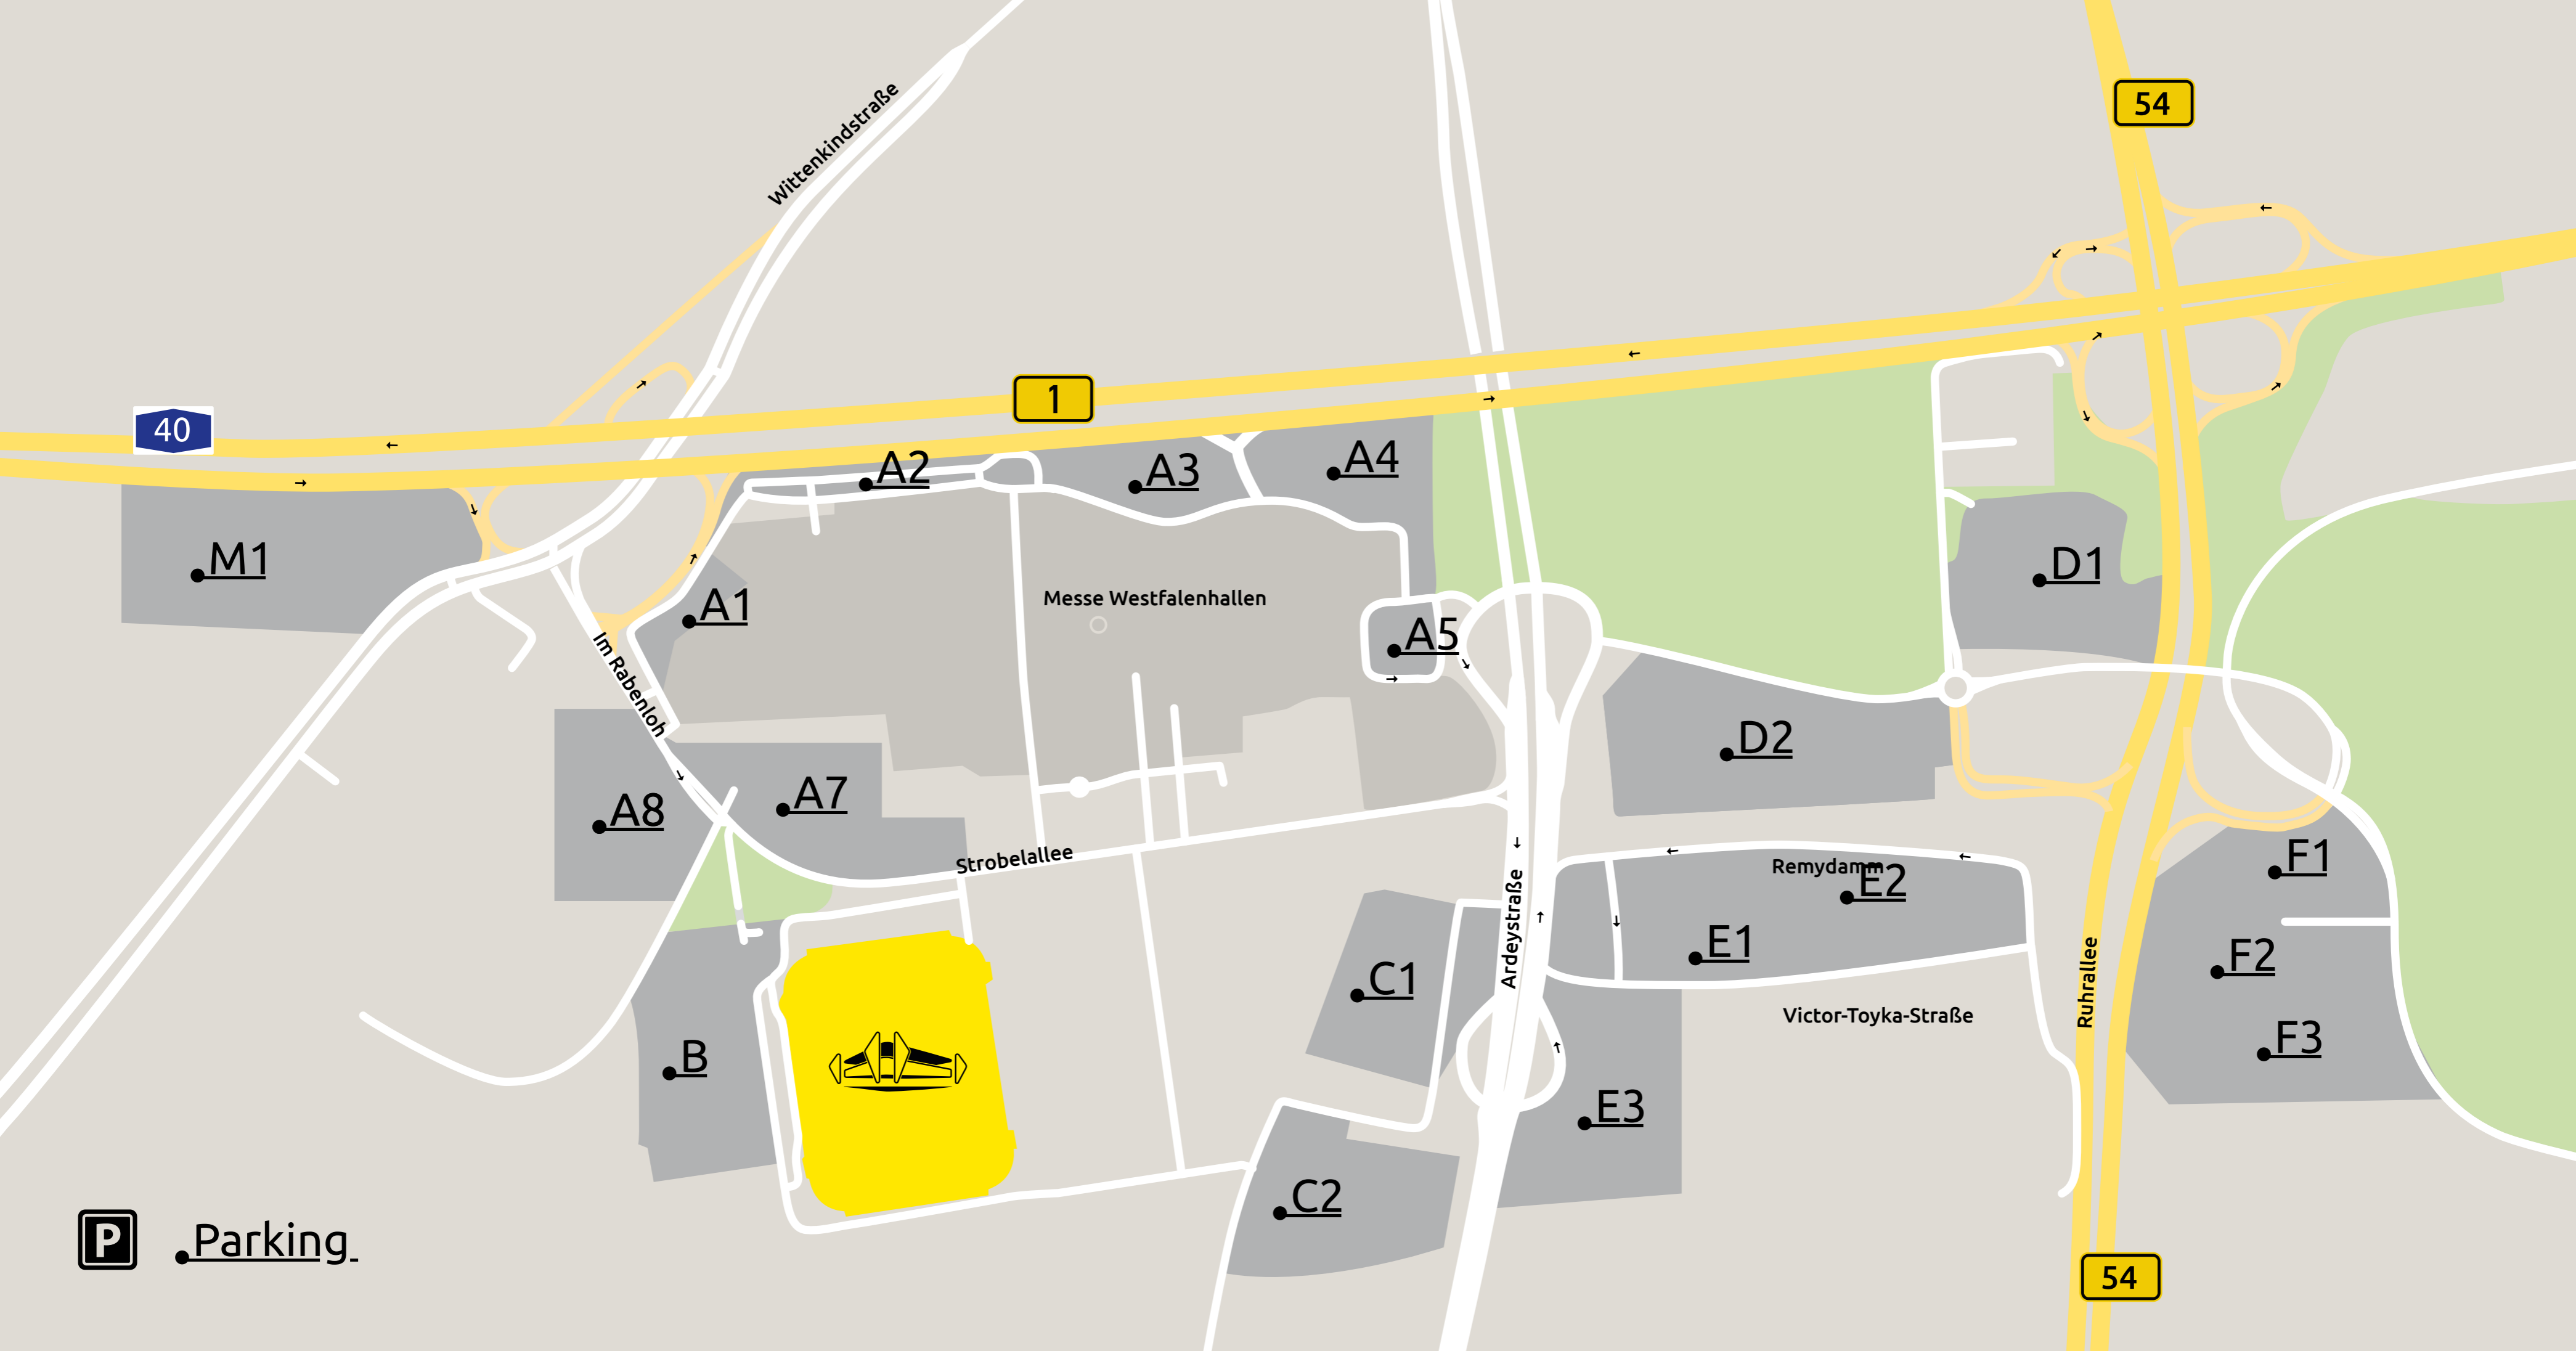 54
Wittenkindstraße
1
40
A2
A3
A4
M1
D1
Messe Westfalenhallen
A1
A5
Im Rabenloh
D2
A7
A8
Strobelallee
Remydamm
E2
F1
Ardeystraße
E1
F2
C1
Ruhrallee
Victor-Toyka-Straße
F3
B
E3
C2
P Parking
54